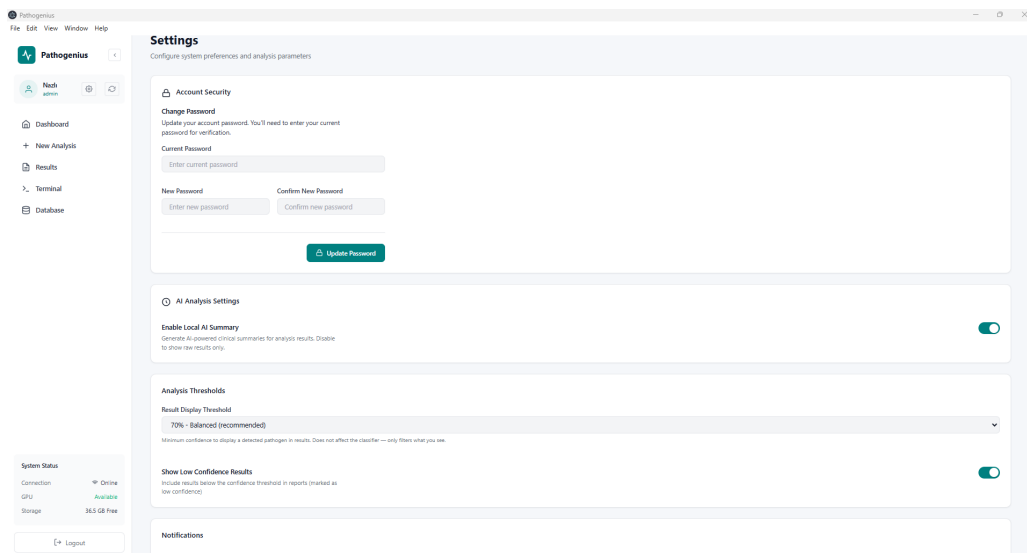 Pathogenius
File Edit View Window Help
Pathogenius
Nazlı
admin
Dashboard
New Analysis
Results
Terminal
Database
System Status
Connection Online
GPU Available
Storage 36.5 GB Free
Logout
Settings
Configure system preferences and analysis parameters
Account Security
Change Password
Update your account password. You'll need to enter your current
password for verification.
Current Password
Enter current password
New Password Confirm New Password
Enter new password Confirm new password
Update Password
AI Analysis Settings
Enable Local AI Summary
Generate AI-powered clinical summaries for analysis results. Disable
to show raw results only.
Analysis Thresholds
Result Display Threshold
70% - Balanced (recommended)
Minimum confidence to display a detected pathogen in results. Does not affect the classifier — only filters what you see.
Show Low Confidence Results
Include results below the confidence threshold in reports (marked as
low confidence)
Notifications